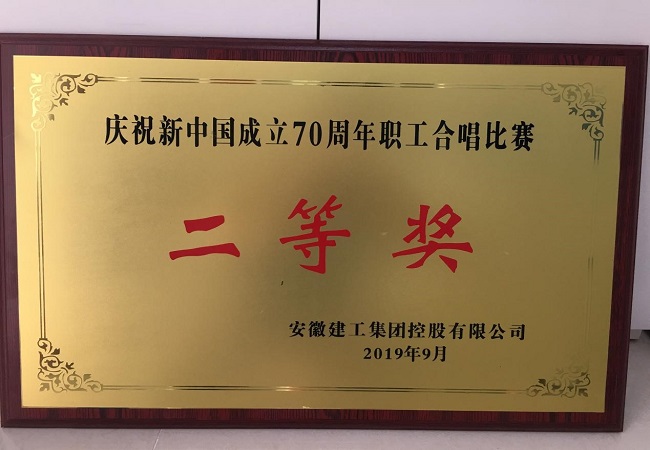 庆祝新中国成立70周年职工合唱比赛
二等奖
安徽建工集团控股有限公司
2019年9月